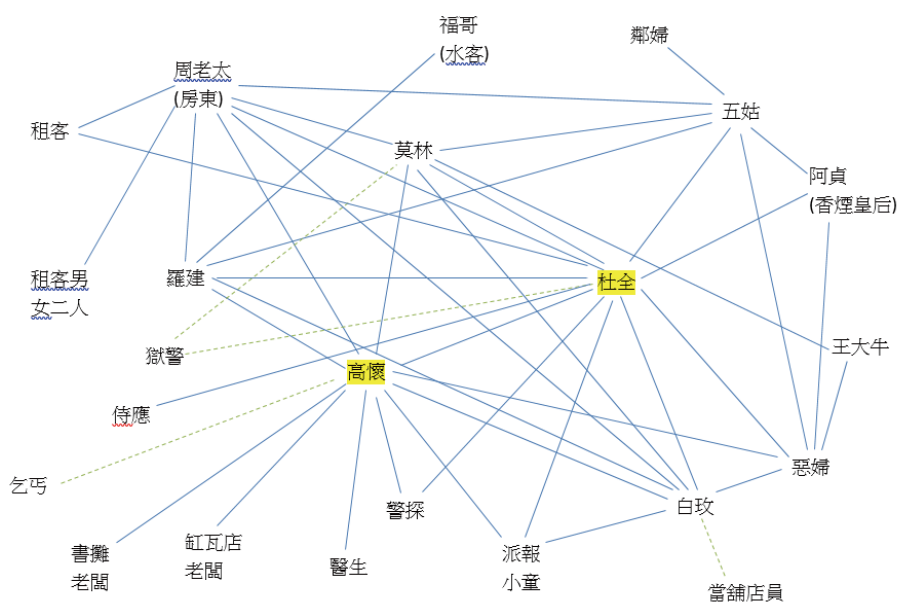 福哥
(水客)
鄰婦
周老太
(房東)
五姑
租客
莫林
阿貞
(香煙皇后)
租客男
女二人
羅建
杜全
獄警
高懷
王大牛
侍應
惡婦
乞丐
警探
白玫
書攤
老闆
缸瓦店
老闆
醫生
派報
小童
當舖店員